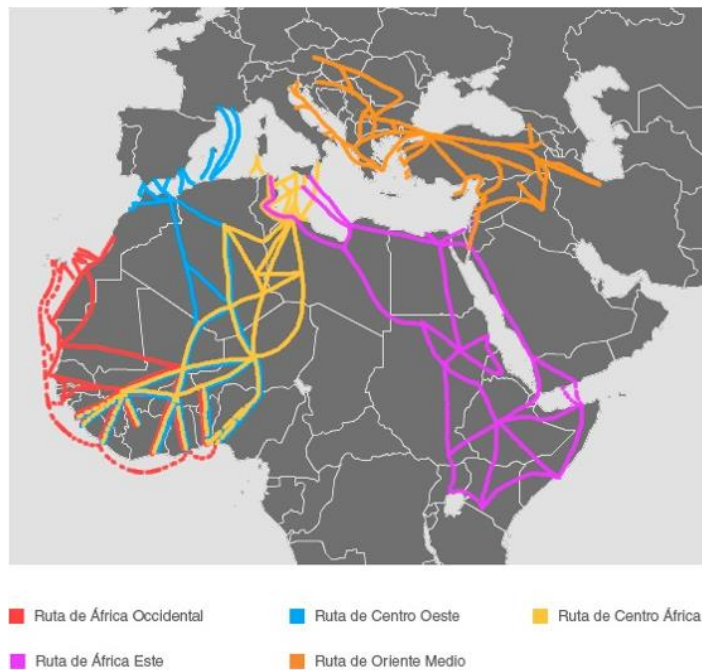 Ruta de África Occidental
Ruta de Centro Oeste
Ruta de Centro África
Ruta de África Este
Ruta de Oriente Medio